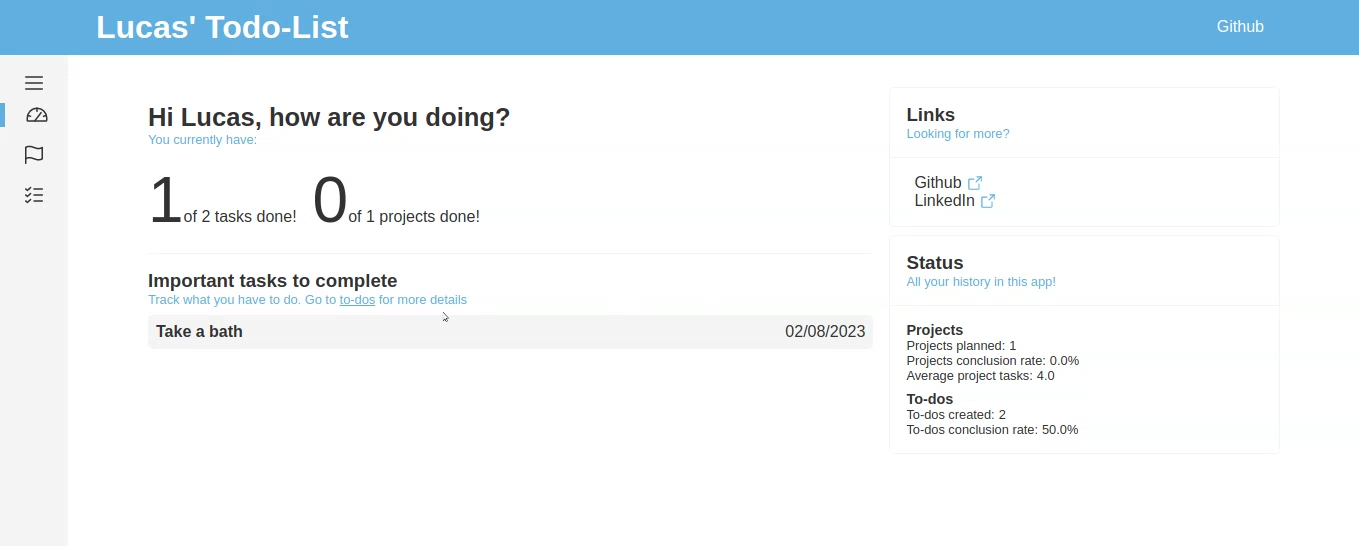 Lucas' Todo-List
Github
Hi Lucas, how are you doing?
You currently have:
1 of 2 tasks done! 0 of 1 projects done!
Important tasks to complete
Track what you have to do. Go to to-dos for more details
Take a bath 02/08/2023
Links
Looking for more?
Github
LinkedIn
Status
All your history in this app!
Projects
Projects planned: 1
Projects conclusion rate: 0.0%
Average project tasks: 4.0
To-dos
To-dos created: 2
To-dos conclusion rate: 50.0%